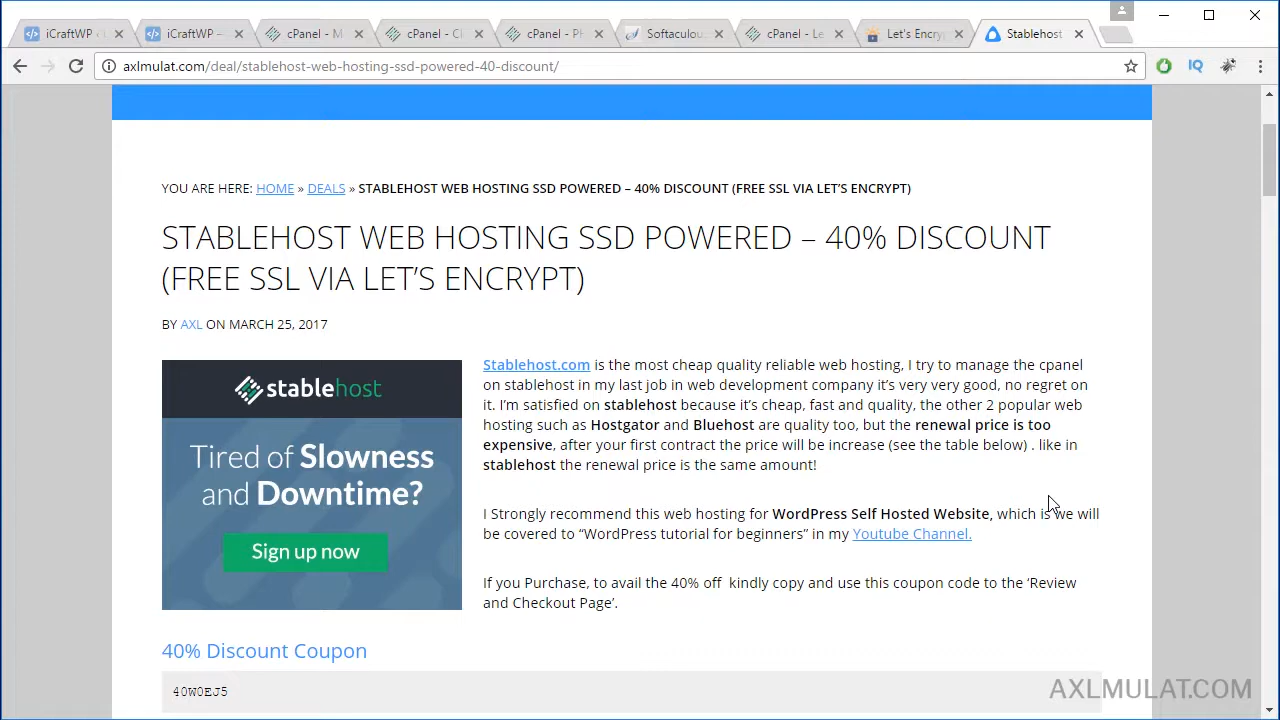 iCraftWP
iCraftWP –
cPanel - M
cPanel - C
cPanel - P
Softaculou
cPanel - Le
Let's Encry
Stablehost
axlmulat.com/deal/stablehost-web-hosting-ssd-powered-40-discount/
IQ
YOU ARE HERE: HOME » DEALS » STABLEHOST WEB HOSTING SSD POWERED – 40% DISCOUNT (FREE SSL VIA LET'S ENCRYPT)
STABLEHOST WEB HOSTING SSD POWERED – 40% DISCOUNT
(FREE SSL VIA LET'S ENCRYPT)
BY AXL ON MARCH 25, 2017
stablehost
Tired of Slowness
and Downtime?
Sign up now
Stablehost.com is the most cheap quality reliable web hosting, I try to manage the cpanel
on stablehost in my last job in web development company it's very very good, no regret on
it. I'm satisfied on stablehost because it's cheap, fast and quality, the other 2 popular web
hosting such as Hostgator and Bluehost are quality too, but the renewal price is too
expensive, after your first contract the price will be increase (see the table below) . like in
stablehost the renewal price is the same amount!
I Strongly recommend this web hosting for WordPress Self Hosted Website, which is we will
be covered to “WordPress tutorial for beginners” in my Youtube Channel.
If you Purchase, to avail the 40% off kindly copy and use this coupon code to the ‘Review
and Checkout Page’.
40% Discount Coupon
40W0EJ5
AXLMULAT.COM